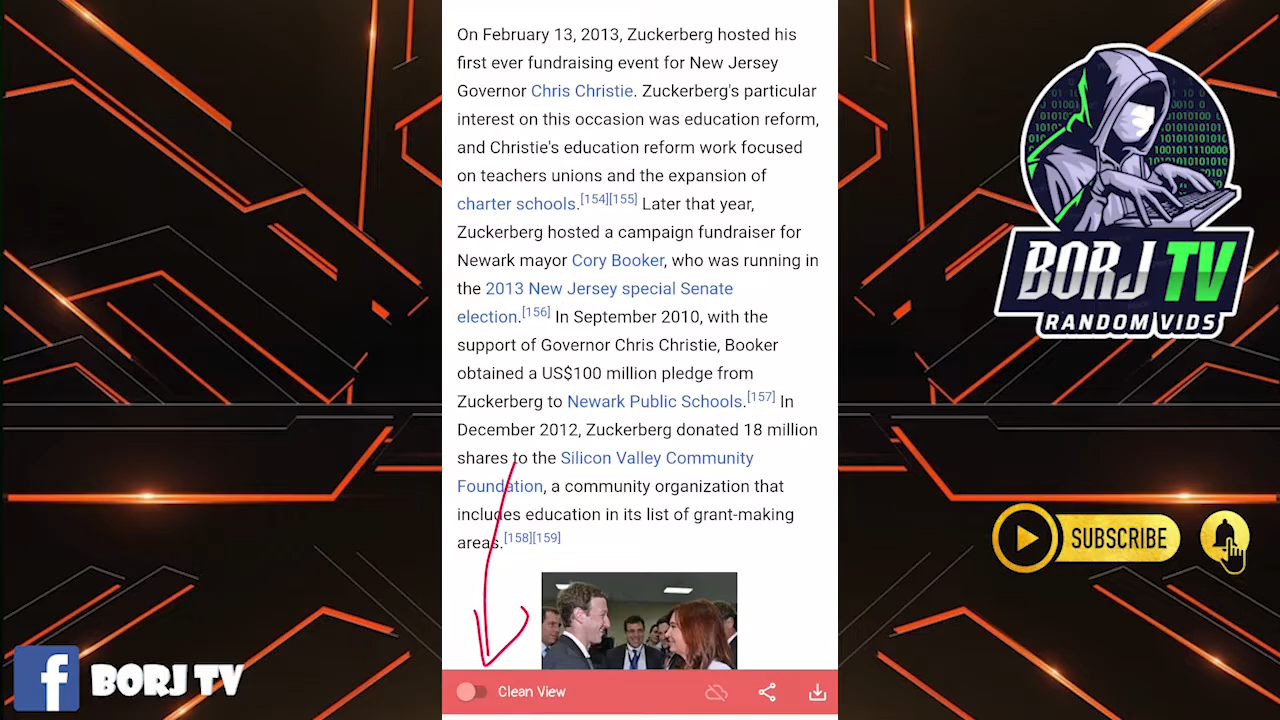 On February 13, 2013, Zuckerberg hosted his
first ever fundraising event for New Jersey
Governor Chris Christie. Zuckerberg's particular
interest on this occasion was education reform,
and Christie's education reform work focused
on teachers unions and the expansion of
charter schools.[154][155] Later that year,
Zuckerberg hosted a campaign fundraiser for
Newark mayor Cory Booker, who was running in
the 2013 New Jersey special Senate
election.[156] In September 2010, with the
support of Governor Chris Christie, Booker
obtained a US$100 million pledge from
Zuckerberg to Newark Public Schools.[157] In
December 2012, Zuckerberg donated 18 million
shares to the Silicon Valley Community
Foundation, a community organization that
includes education in its list of grant-making
areas.[158][159]
Clean View
BORJ TV
RANDOM VIDS
SUBSCRIBE
f BORJ TV